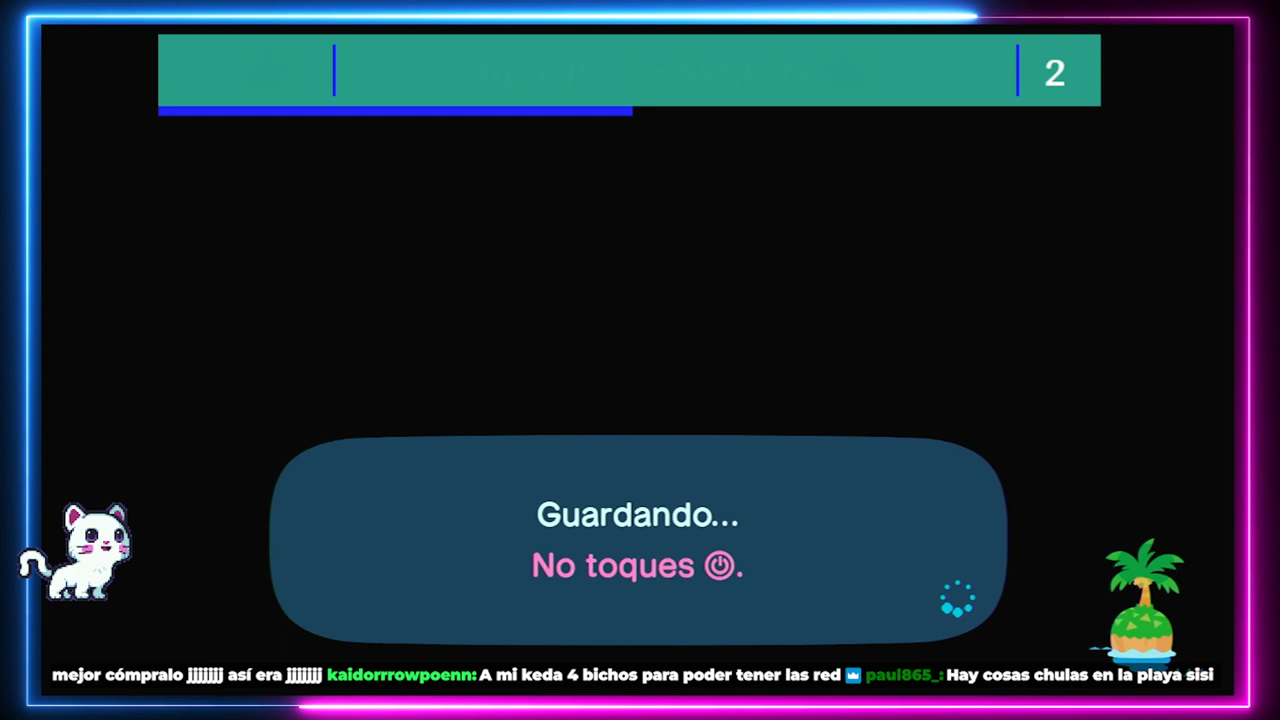 2
Guardando...
No toques ⏻.
mejor cómpralo jjjjjjj así era jjjjjjj kaidorrrowpoenn: A mi keda 4 bichos para poder tener las red paul865_: Hay cosas chulas en la playa sisi